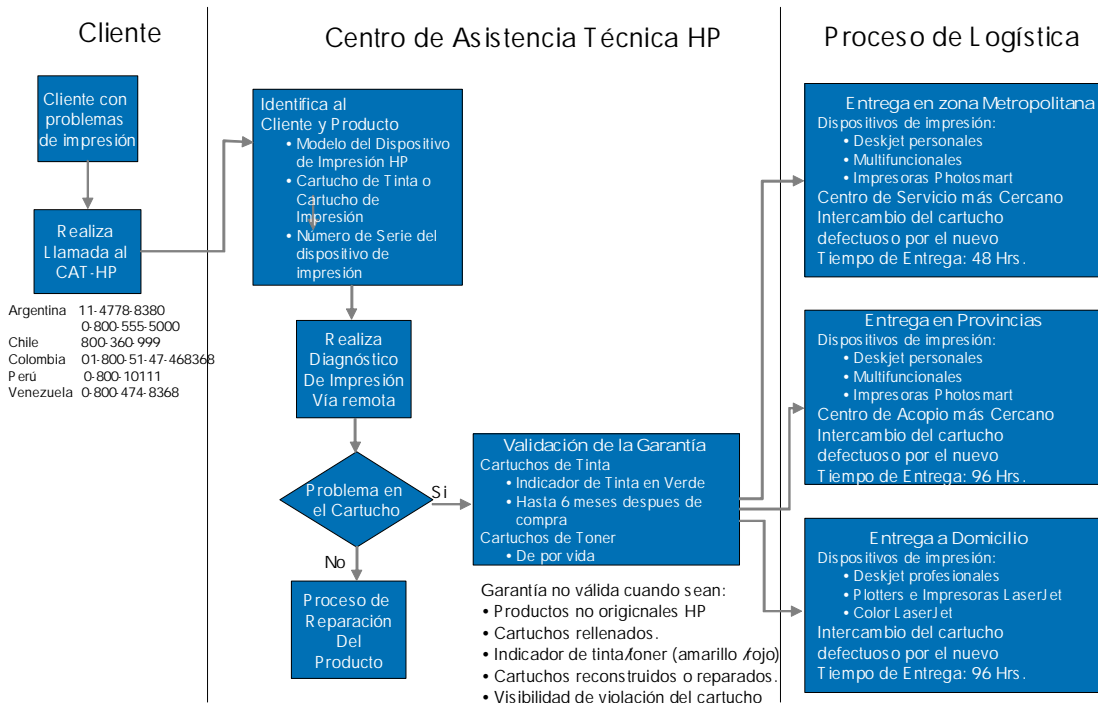 Cliente
Cliente con
problemas
de impresión
Realiza
Llamada al
CAT-HP
Argentina 11-4778-8380
0-800-555-5000
Chile 800-360-999
Colombia 01-800-51-47-468368
Perú 0-800-10111
Venezuela 0-800-474-8368
Centro de Asistencia Técnica HP
Identifica al
Cliente y Producto
• Modelo del Dispositivo
de Impresión HP
• Cartucho de Tinta o
Cartucho de
Impresión
• Número de Serie del
dispositivo de
impresión
Realiza
Diagnóstico
De Impresión
Vía remota
Problema en
el Cartucho
Si
No
Proceso de
Reparación
Del
Producto
Validación de la Garantía
Cartuchos de Tinta
• Indicador de Tinta en Verde
• Hasta 6 meses despues de
compra
Cartuchos de Toner
• De por vida
Garantía no válida cuando sean:
• Productos no origicnales HP
• Cartuchos rellenados.
• Indicador de tinta/toner (amarillo /rojo)
• Cartuchos reconstruidos o reparados.
• Visibilidad de violación del cartucho
Proceso de Logística
Entrega en zona Metropolitana
Dispositivos de impresión:
• Deskjet personales
• Multifuncionales
• Impresoras Photosmart
Centro de Servicio más Cercano
Intercambio del cartucho
defectuoso por el nuevo
Tiempo de Entrega: 48 Hrs.
Entrega en Provincias
Dispositivos de impresión:
• Deskjet personales
• Multifuncionales
• Impresoras Photosmart
Centro de Acopio más Cercano
Intercambio del cartucho
defectuoso por el nuevo
Tiempo de Entrega: 96 Hrs.
Entrega a Domicilio
Dispositivos de impresión:
• Deskjet profesionales
• Plotters e Impresoras LaserJet
• Color LaserJet
Intercambio del cartucho
defectuoso por el nuevo
Tiempo de Entrega: 96 Hrs.